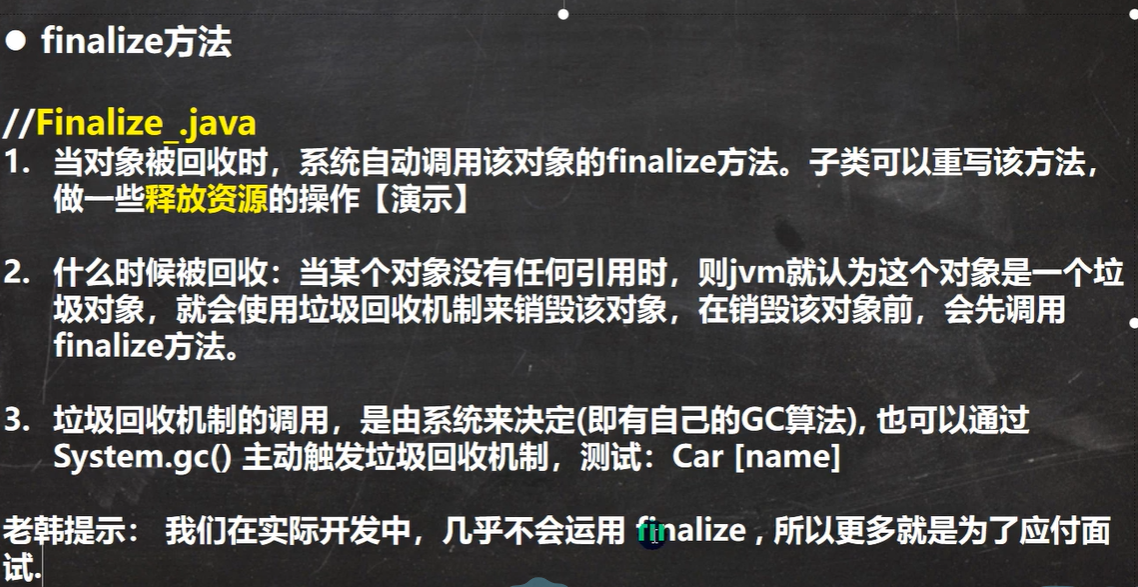 ● finalize方法
//Finalize_.java
1. 当对象被回收时，系统自动调用该对象的finalize方法。子类可以重写该方法，
做一些释放资源的操作【演示】
2. 什么时候被回收：当某个对象没有任何引用时，则jvm就认为这个对象是一个垃
圾对象，就会使用垃圾回收机制来销毁该对象，在销毁该对象前，会先调用
finalize方法。
3. 垃圾回收机制的调用，是由系统来决定(即有自己的GC算法), 也可以通过
System.gc() 主动触发垃圾回收机制，测试：Car [name]
老韩提示： 我们在实际开发中，几乎不会运用 finalize , 所以更多就是为了应付面
试.